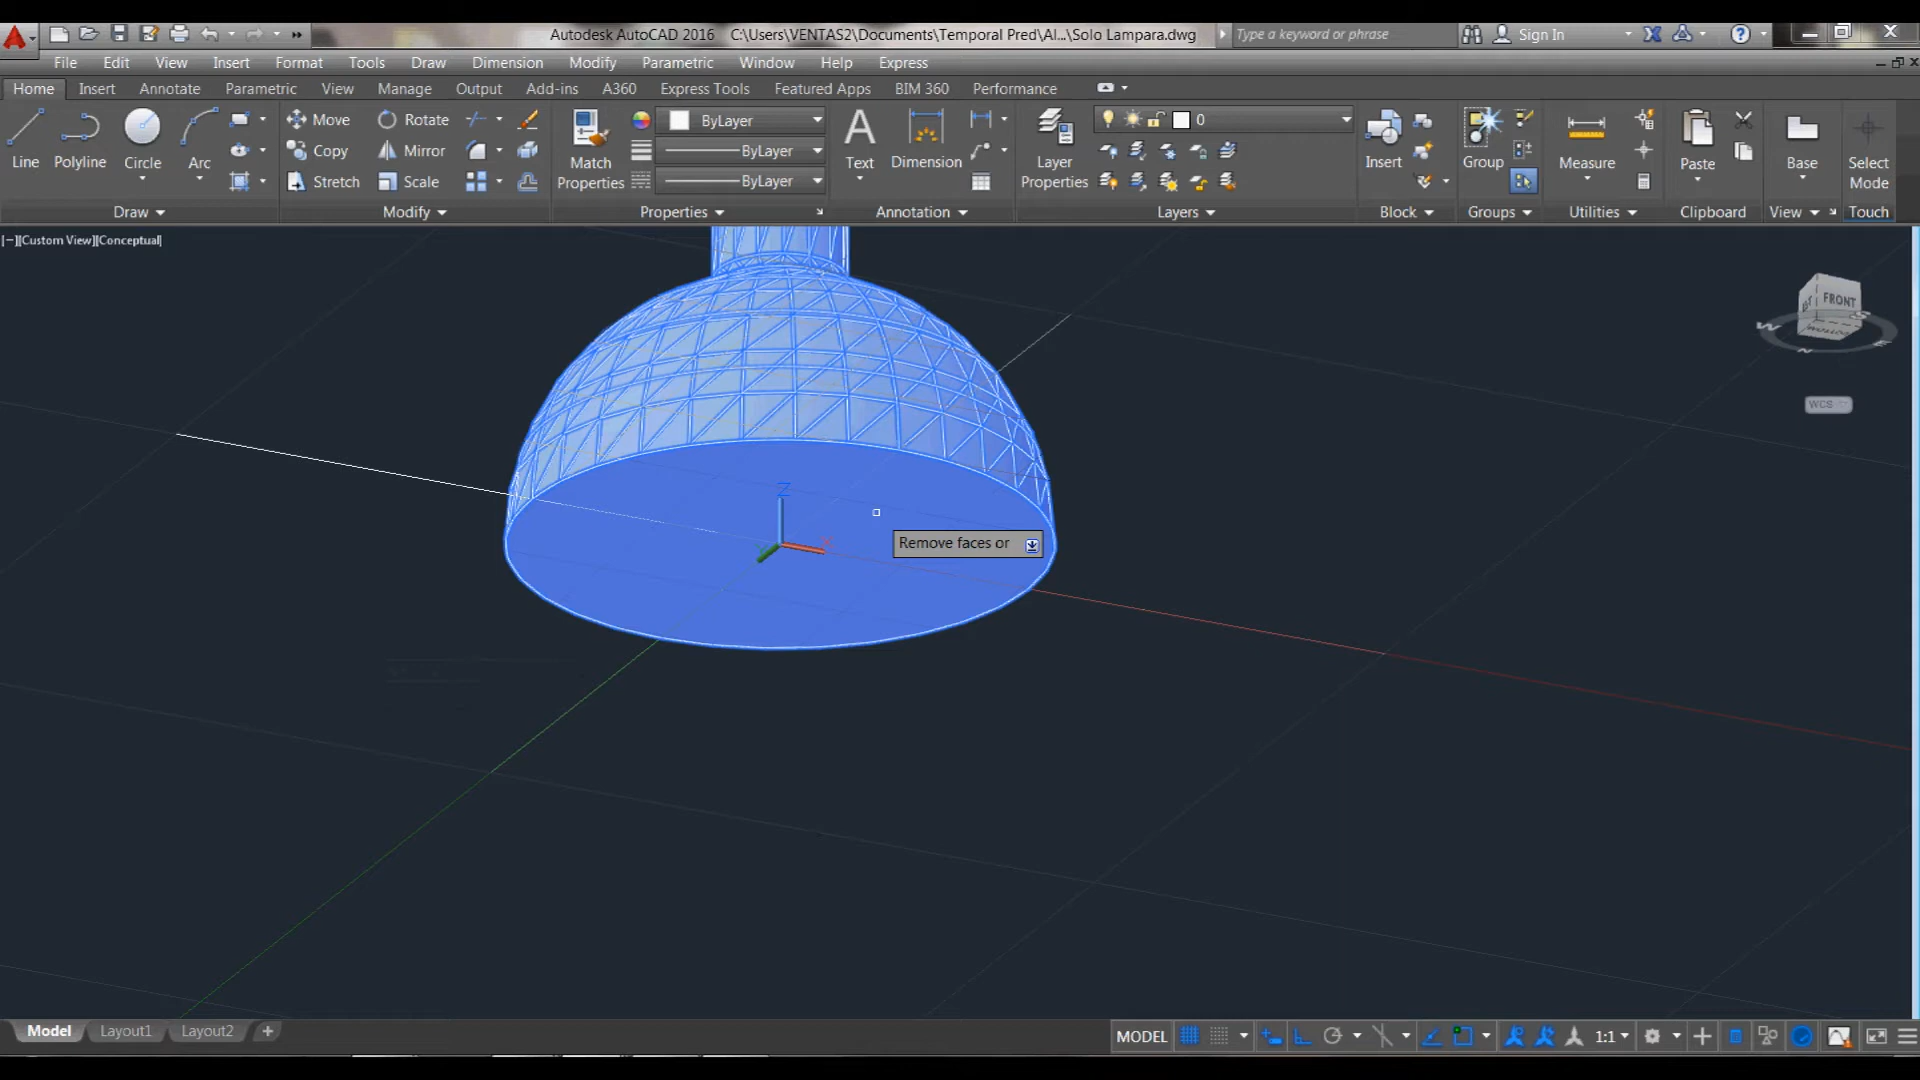 Autodesk AutoCAD 2016 C:\Users\VENTAS2\Documents\Temporal Pred\Al...\Solo Lampara.dwg
Type a keyword or phrase
Sign In
File Edit View Insert Format Tools Draw Dimension Modify Parametric Window Help Express
Home Insert Annotate Parametric View Manage Output Add-ins A360 Express Tools Featured Apps BIM 360 Performance
Line
Polyline
Circle
Arc
Move
Rotate
Copy
Mirror
Stretch
Scale
Match
Properties
ByLayer
ByLayer
ByLayer
Text
Dimension
Layer
Properties
0
Insert
Group
Measure
Paste
Base
Select
Mode
Draw Modify Properties Annotation Layers Block Groups Utilities Clipboard View Touch
[−][Custom View][Conceptual]
FRONT
BOTTOM
W
WCS
Z
X
Y
Remove faces or
Model Layout1 Layout2 +
MODEL
1:1